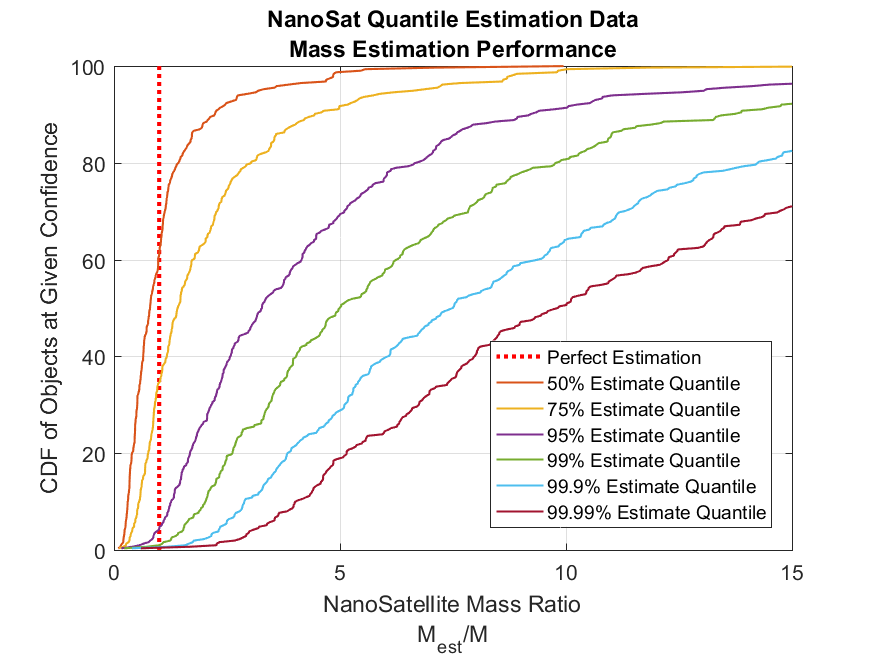 NanoSat Quantile Estimation Data
Mass Estimation Performance
CDF of Objects at Given Confidence
100
80
60
40
20
0
Perfect Estimation
50% Estimate Quantile
75% Estimate Quantile
95% Estimate Quantile
99% Estimate Quantile
99.9% Estimate Quantile
99.99% Estimate Quantile
0 5 10 15
NanoSatellite Mass Ratio
M_est/M